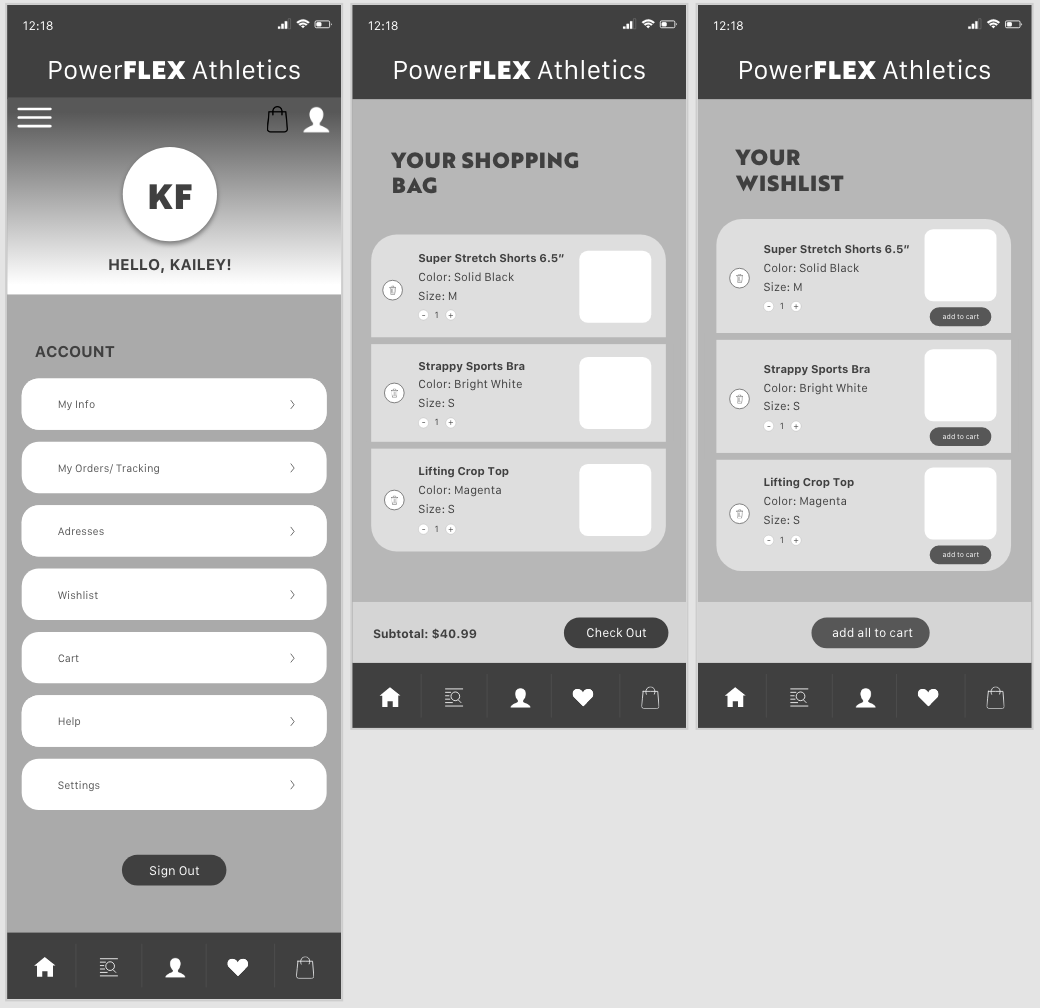 12:18
PowerFLEX Athletics
KF
HELLO, KAILEY!
ACCOUNT
My Info
My Orders/ Tracking
Adresses
Wishlist
Cart
Help
Settings
Sign Out
12:18
PowerFLEX Athletics
YOUR SHOPPING
BAG
Super Stretch Shorts 6.5”
Color: Solid Black
Size: M
- 1 +
Strappy Sports Bra
Color: Bright White
Size: S
- 1 +
Lifting Crop Top
Color: Magenta
Size: S
- 1 +
Subtotal: $40.99
Check Out
12:18
PowerFLEX Athletics
YOUR
WISHLIST
Super Stretch Shorts 6.5”
Color: Solid Black
Size: M
- 1 +
add to cart
Strappy Sports Bra
Color: Bright White
Size: S
- 1 +
add to cart
Lifting Crop Top
Color: Magenta
Size: S
- 1 +
add to cart
add all to cart